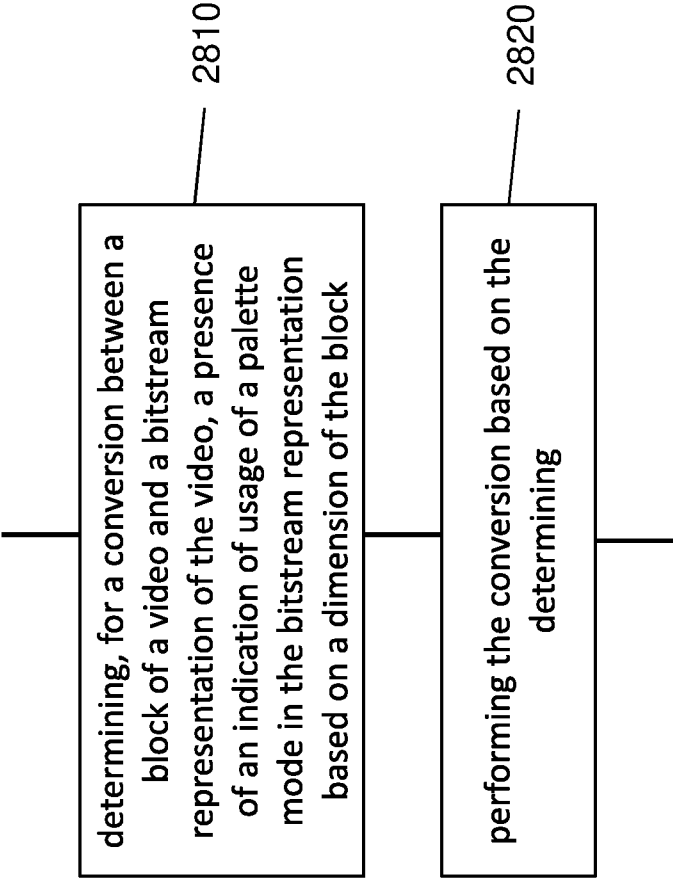 2810
determining, for a conversion between a
block of a video and a bitstream
representation of the video, a presence
of an indication of usage of a palette
mode in the bitstream representation
based on a dimension of the block
2820
performing the conversion based on the
determining